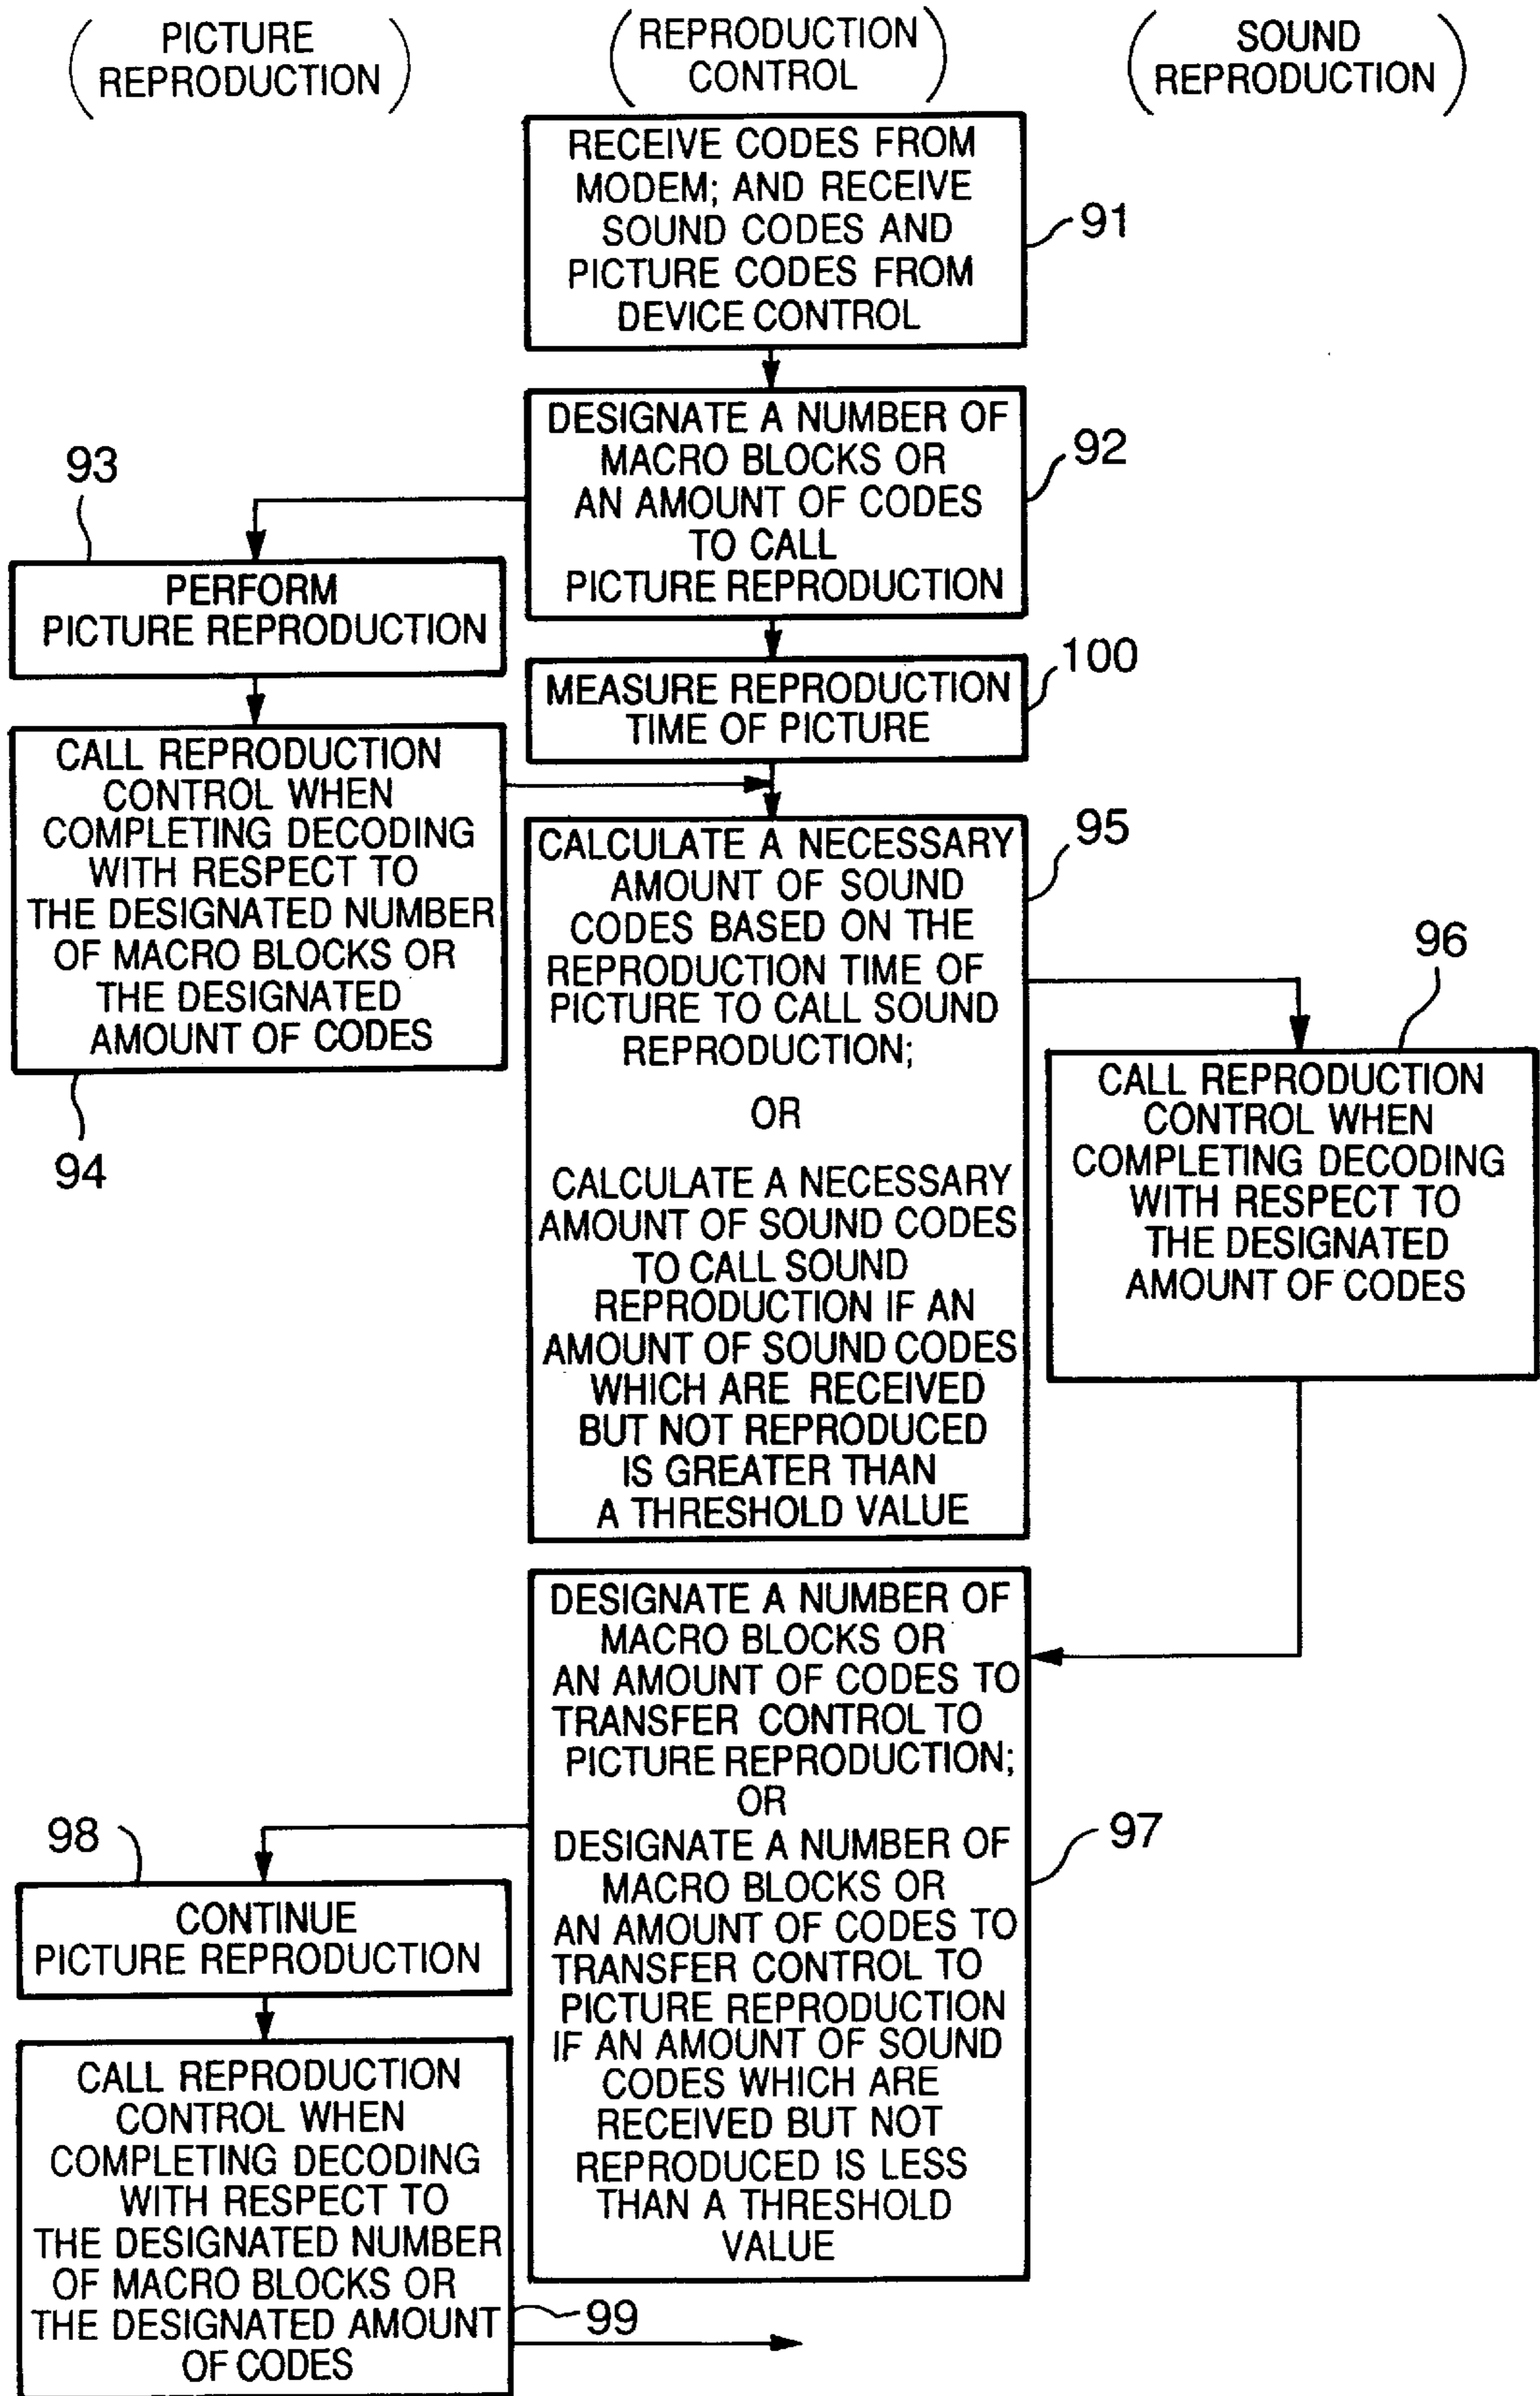 PICTURE
REPRODUCTION
REPRODUCTION
CONTROL
SOUND
REPRODUCTION
RECEIVE CODES FROM
MODEM; AND RECEIVE
SOUND CODES AND
PICTURE CODES FROM
DEVICE CONTROL
91
DESIGNATE A NUMBER OF
MACRO BLOCKS OR
AN AMOUNT OF CODES
TO CALL
PICTURE REPRODUCTION
92
93
PERFORM
PICTURE REPRODUCTION
MEASURE REPRODUCTION
TIME OF PICTURE
100
CALL REPRODUCTION
CONTROL WHEN
COMPLETING DECODING
WITH RESPECT TO
THE DESIGNATED NUMBER
OF MACRO BLOCKS OR
THE DESIGNATED
AMOUNT OF CODES
94
CALCULATE A NECESSARY
AMOUNT OF SOUND
CODES BASED ON THE
REPRODUCTION TIME OF
PICTURE TO CALL SOUND
REPRODUCTION;
OR
CALCULATE A NECESSARY
AMOUNT OF SOUND CODES
TO CALL SOUND
REPRODUCTION IF AN
AMOUNT OF SOUND CODES
WHICH ARE RECEIVED
BUT NOT REPRODUCED
IS GREATER THAN
A THRESHOLD VALUE
95
96
CALL REPRODUCTION
CONTROL WHEN
COMPLETING DECODING
WITH RESPECT TO
THE DESIGNATED
AMOUNT OF CODES
DESIGNATE A NUMBER OF
MACRO BLOCKS OR
AN AMOUNT OF CODES TO
TRANSFER CONTROL TO
PICTURE REPRODUCTION;
OR
DESIGNATE A NUMBER OF
MACRO BLOCKS OR
AN AMOUNT OF CODES TO
TRANSFER CONTROL TO
PICTURE REPRODUCTION
IF AN AMOUNT OF SOUND
CODES WHICH ARE
RECEIVED BUT NOT
REPRODUCED IS LESS
THAN A THRESHOLD
VALUE
97
98
CONTINUE
PICTURE REPRODUCTION
CALL REPRODUCTION
CONTROL WHEN
COMPLETING DECODING
WITH RESPECT TO
THE DESIGNATED NUMBER
OF MACRO BLOCKS OR
THE DESIGNATED AMOUNT
OF CODES
99